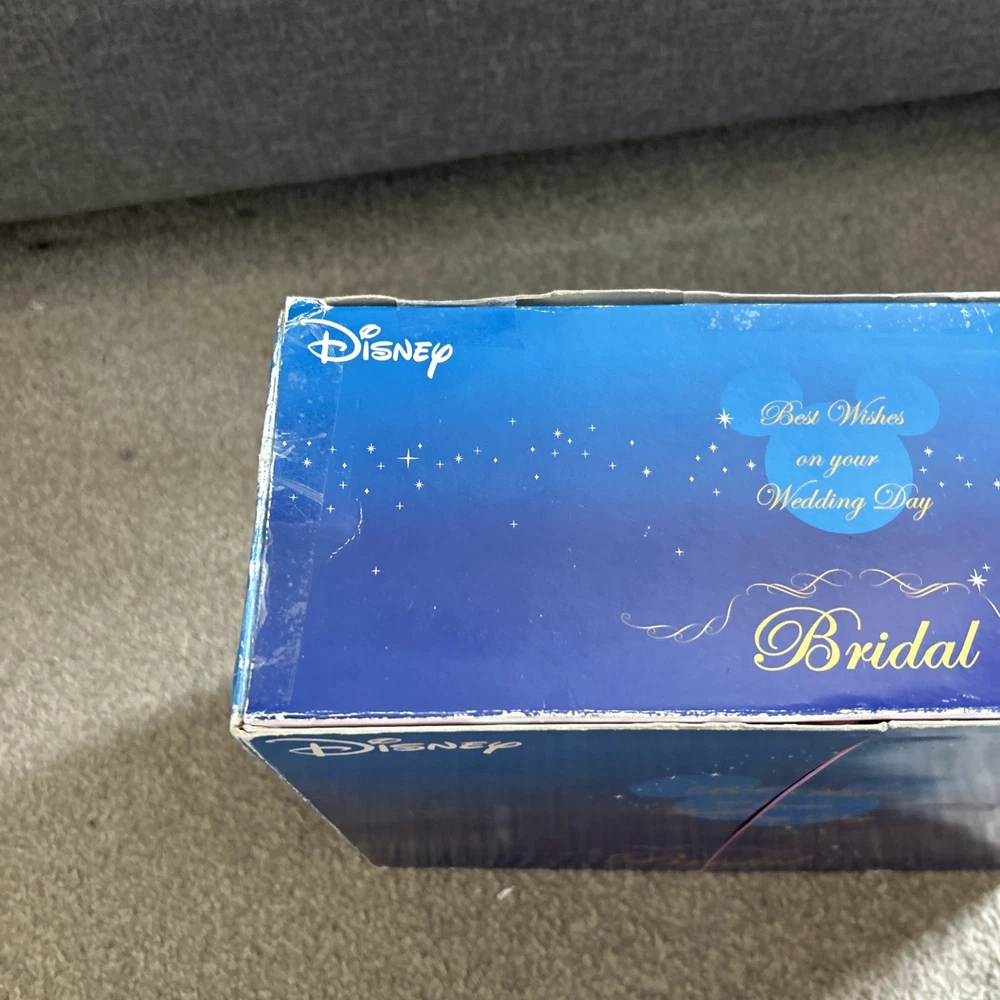 Disney
Best Wishes
on your
Wedding Day
Bridal
Disney